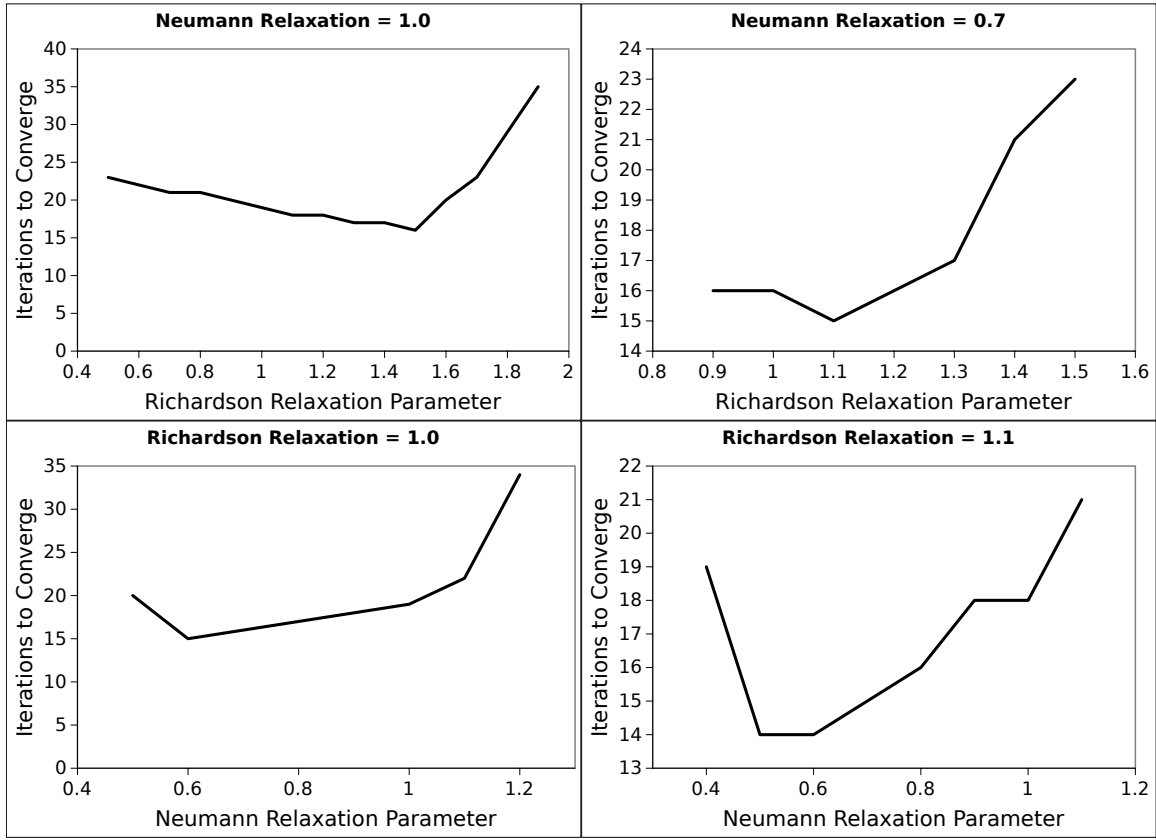 Neumann Relaxation = 1.0
40
35
30
25
20
15
10
5
0
Iterations to Converge
0.4 0.6 0.8 1 1.2 1.4 1.6 1.8 2
Richardson Relaxation Parameter
Neumann Relaxation = 0.7
24
23
22
21
20
19
18
17
16
15
14
Iterations to Converge
0.8 0.9 1 1.1 1.2 1.3 1.4 1.5 1.6
Richardson Relaxation Parameter
Richardson Relaxation = 1.0
35
30
25
20
15
10
5
0
Iterations to Converge
0.4 0.6 0.8 1 1.2
Neumann Relaxation Parameter
Richardson Relaxation = 1.1
22
21
20
19
18
17
16
15
14
13
Iterations to Converge
0.4 0.6 0.8 1 1.2
Neumann Relaxation Parameter